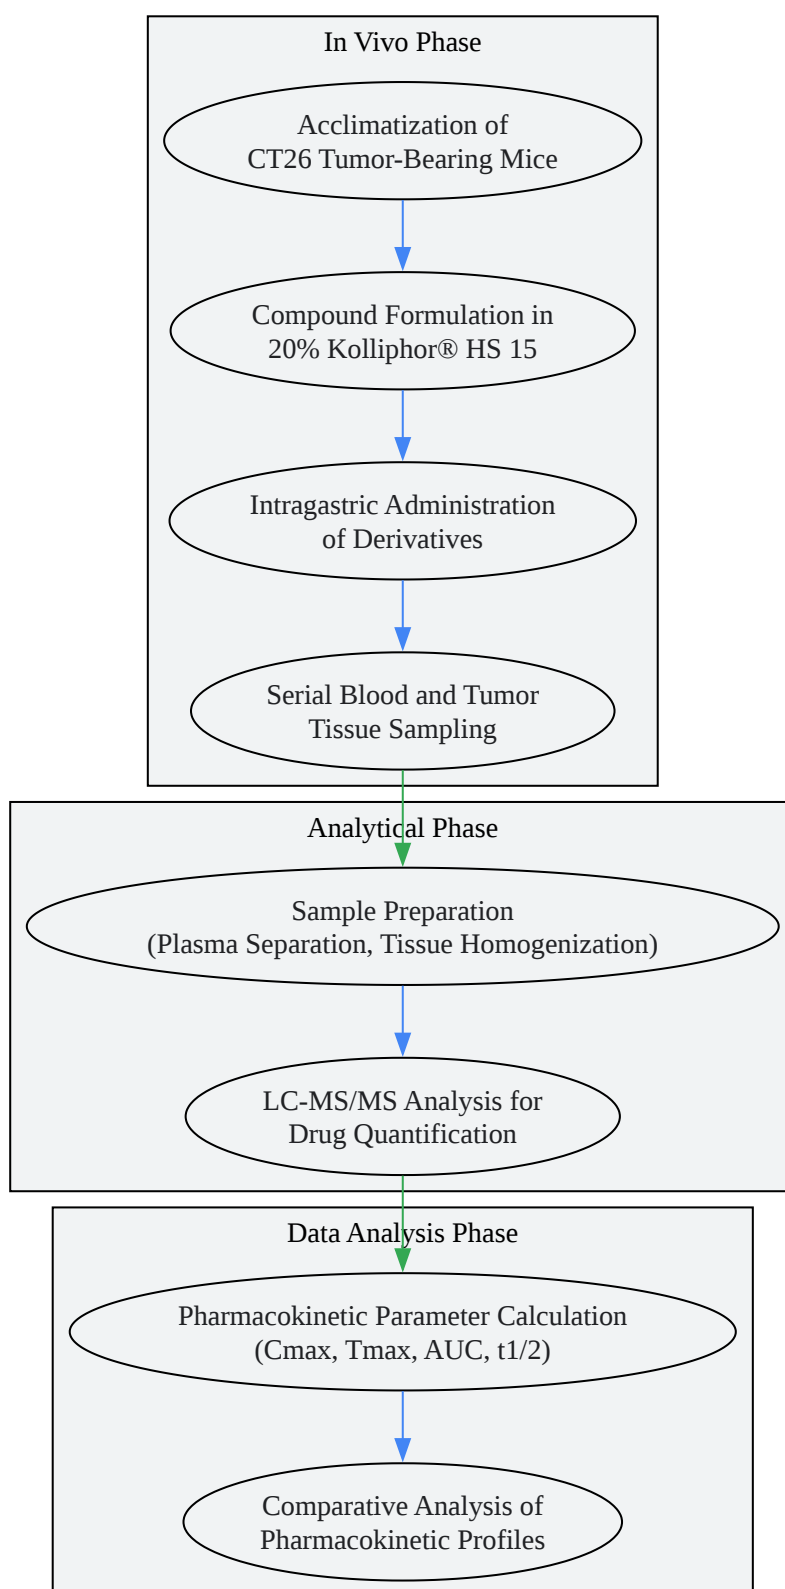 In Vivo Phase
Acclimatization of
CT26 Tumor-Bearing Mice
Compound Formulation in
20% Kolliphor® HS 15
Intragastric Administration
of Derivatives
Serial Blood and Tumor
Tissue Sampling
Analytical Phase
Sample Preparation
(Plasma Separation, Tissue Homogenization)
LC-MS/MS Analysis for
Drug Quantification
Data Analysis Phase
Pharmacokinetic Parameter Calculation
(Cmax, Tmax, AUC, t1/2)
Comparative Analysis of
Pharmacokinetic Profiles